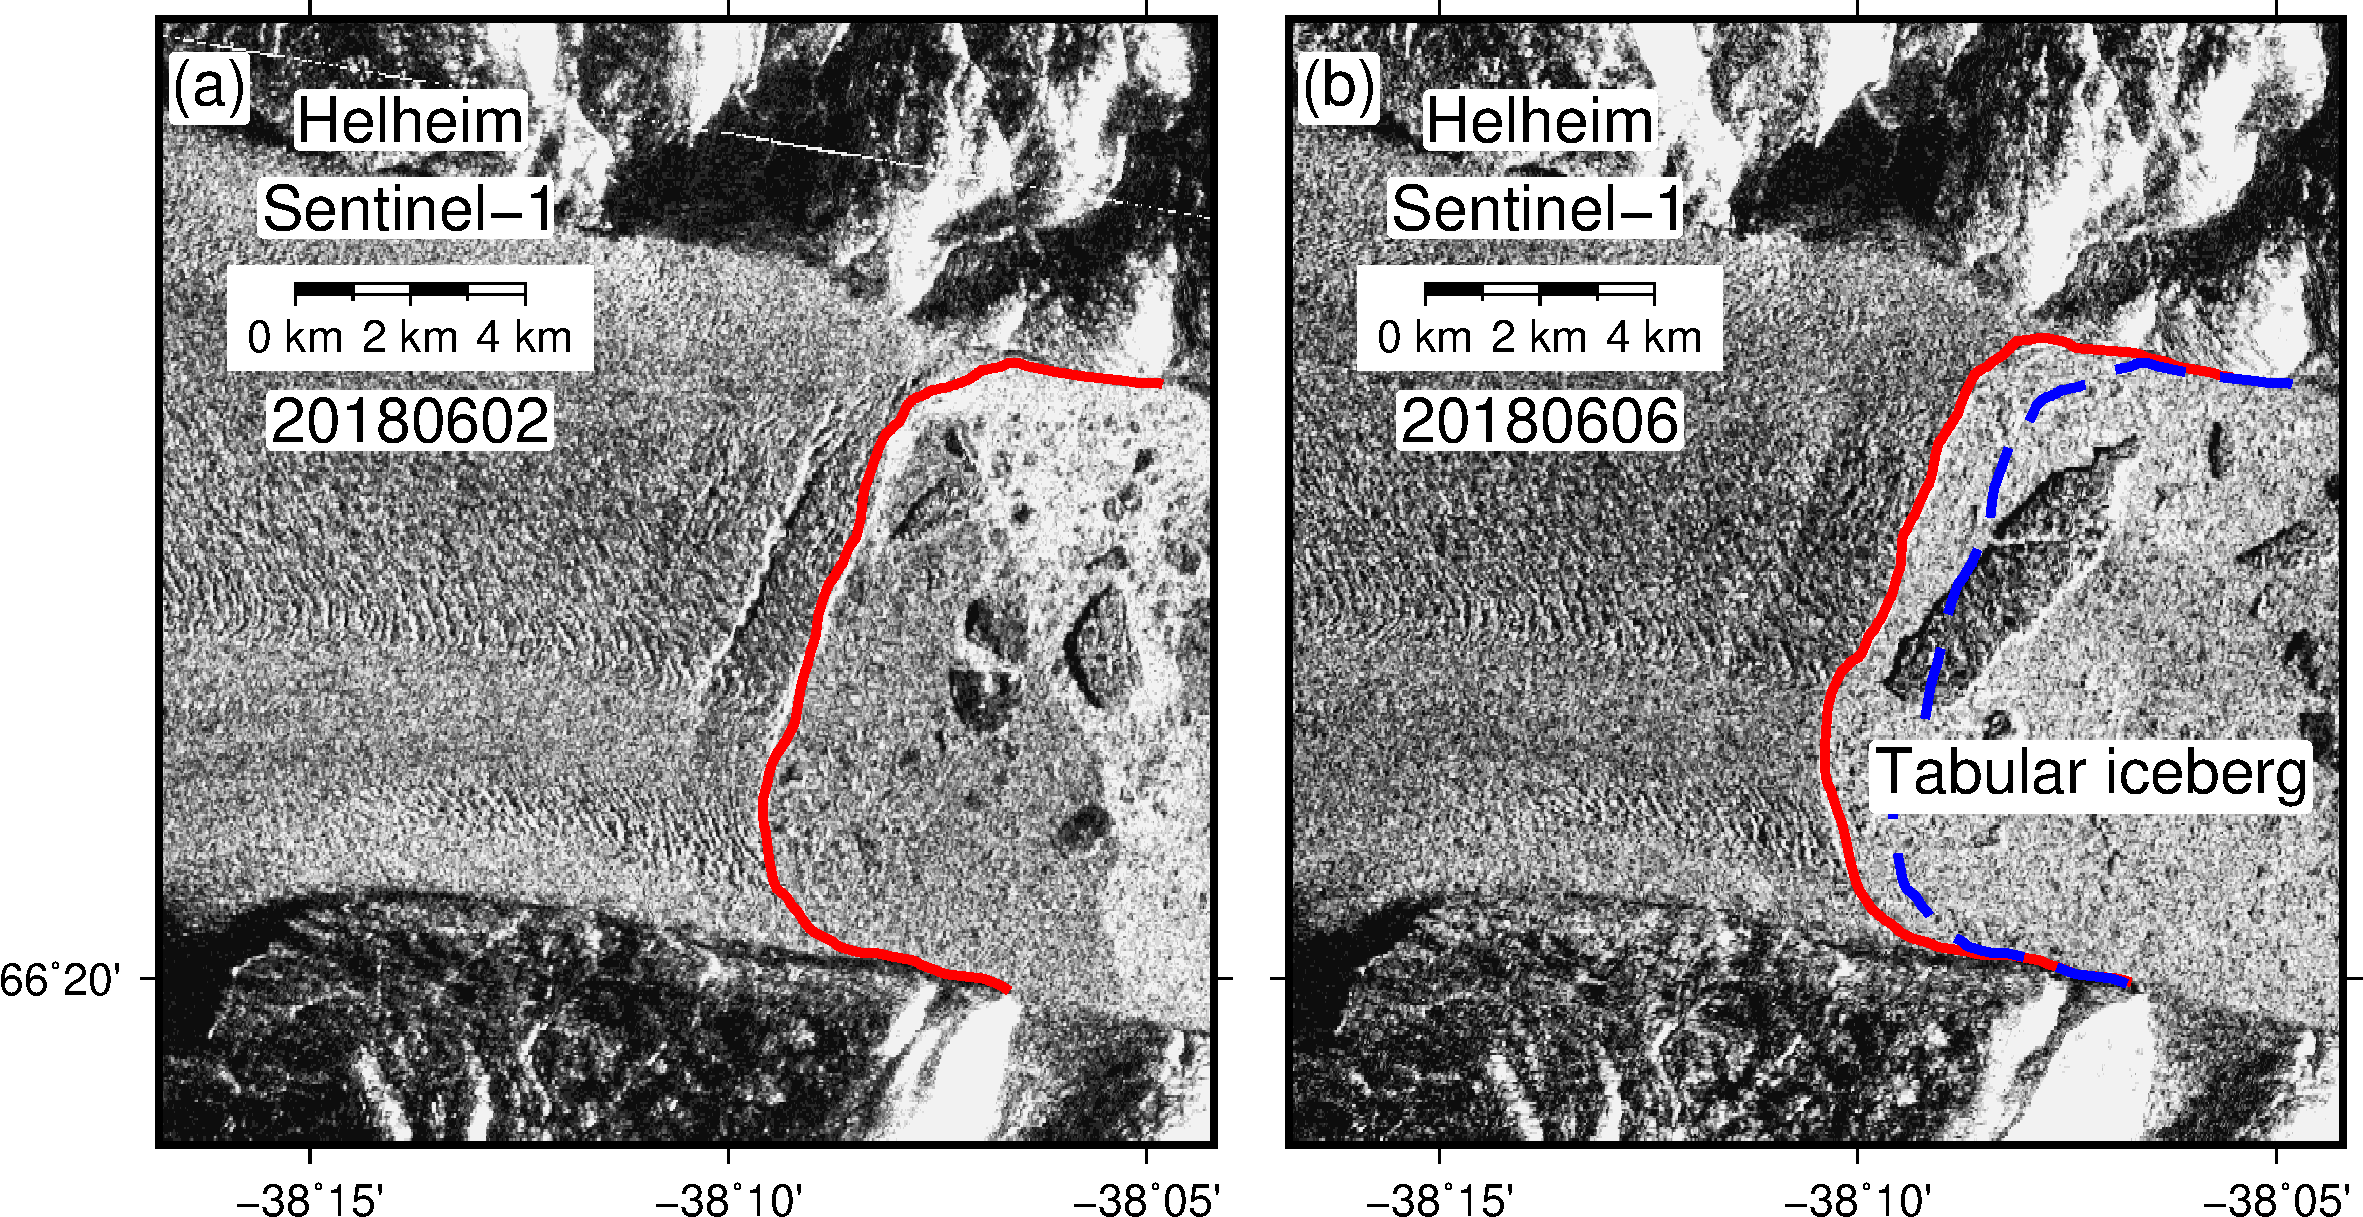 (a)
Helheim
Sentinel−1
0 km 2 km 4 km
20180602
66˚20'
−38˚15' −38˚10' −38˚05'
(b)
Helheim
Sentinel−1
0 km 2 km 4 km
20180606
Tabular iceberg
−38˚15' −38˚10' −38˚05'